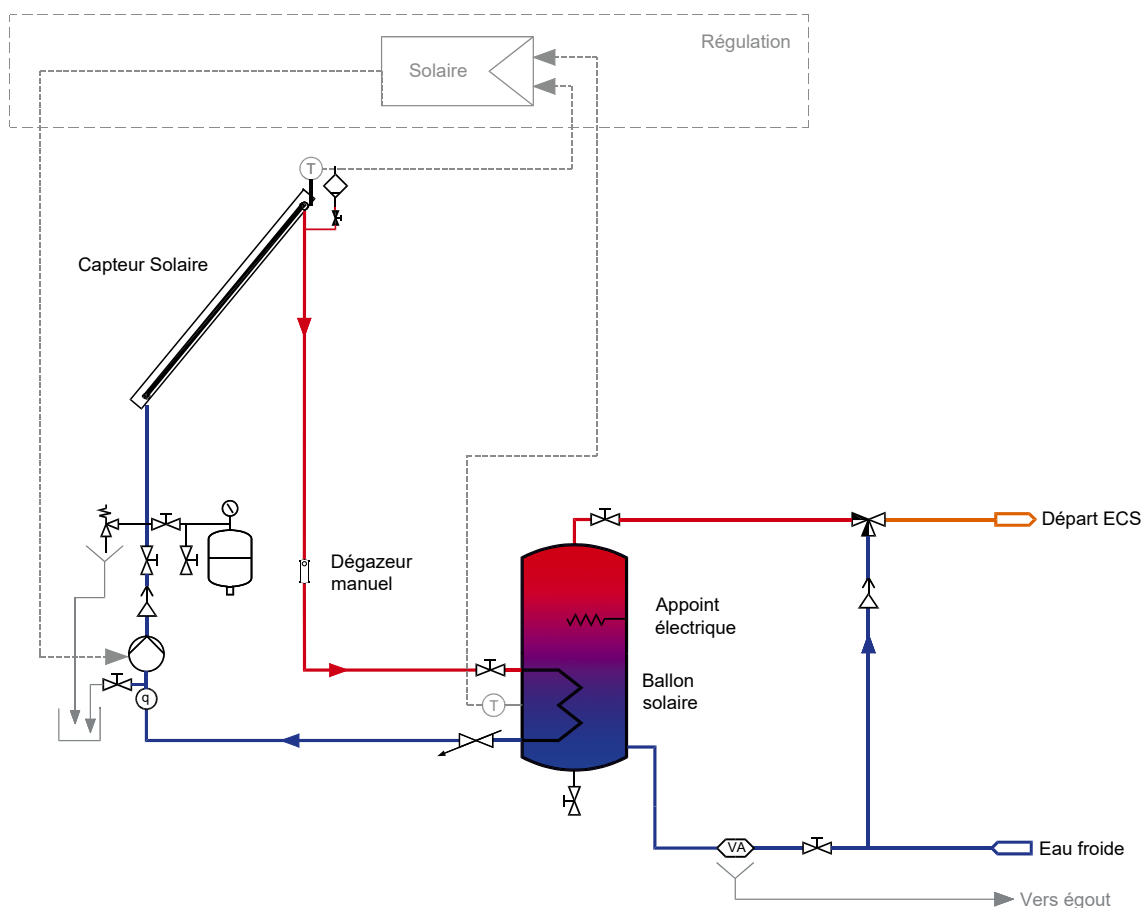 Régulation
Solaire
T
Capteur Solaire
Départ ECS
Dégazeur
manuel
Appoint
électrique
Ballon
solaire
q
T
VA
Eau froide
Vers égout